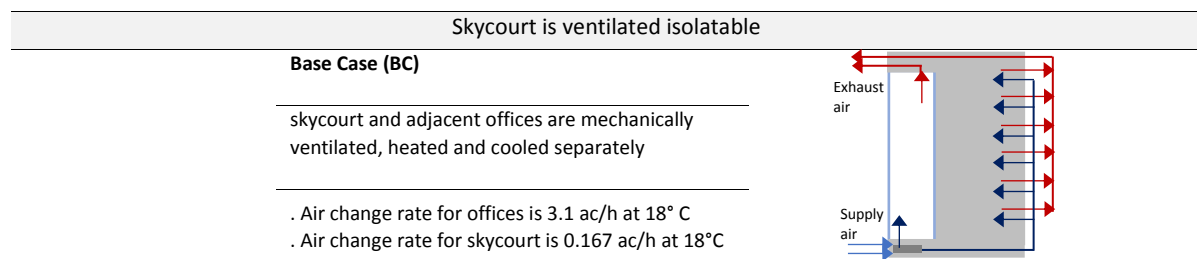 Skycourt is ventilated isolatable
Base Case (BC)
skycourt and adjacent offices are mechanically
ventilated, heated and cooled separately
. Air change rate for offices is 3.1 ac/h at 18° C
. Air change rate for skycourt is 0.167 ac/h at 18°C
Exhaust
air
Supply
air